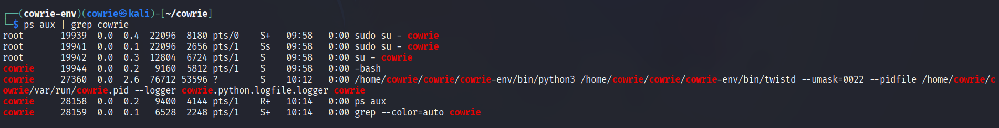 ┌──(cowrie-env)(cowrie㉿kali)-[~/cowrie]
└─$ ps aux | grep cowrie
root       19939  0.0  0.4  22096  8180 pts/0    S+   09:58   0:00 sudo su - cowrie
root       19941  0.0  0.1  22096  2656 pts/1    Ss   09:58   0:00 sudo su - cowrie
root       19942  0.0  0.3  12804  6724 pts/1    S    09:58   0:00 su - cowrie
cowrie     19944  0.0  0.2   9160  5812 pts/1    S    09:58   0:00 -bash
cowrie     27360  0.0  2.6  76712 53596 ?        S    10:12   0:00 /home/cowrie/cowrie/cowrie-env/bin/python3 /home/cowrie/cowrie/cowrie-env/bin/twistd --umask=0022 --pidfile /home/cowrie/c
owrie/var/run/cowrie.pid --logger cowrie.python.logfile.logger cowrie
cowrie     28158  0.0  0.2   9400  4144 pts/1    R+   10:14   0:00 ps aux
cowrie     28159  0.0  0.1   6528  2248 pts/1    S+   10:14   0:00 grep --color=auto cowrie